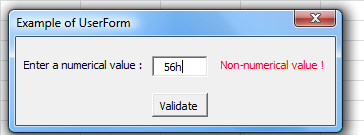 Example of UserForm
Enter a numerical value : 56h Non-numerical value !
Validate